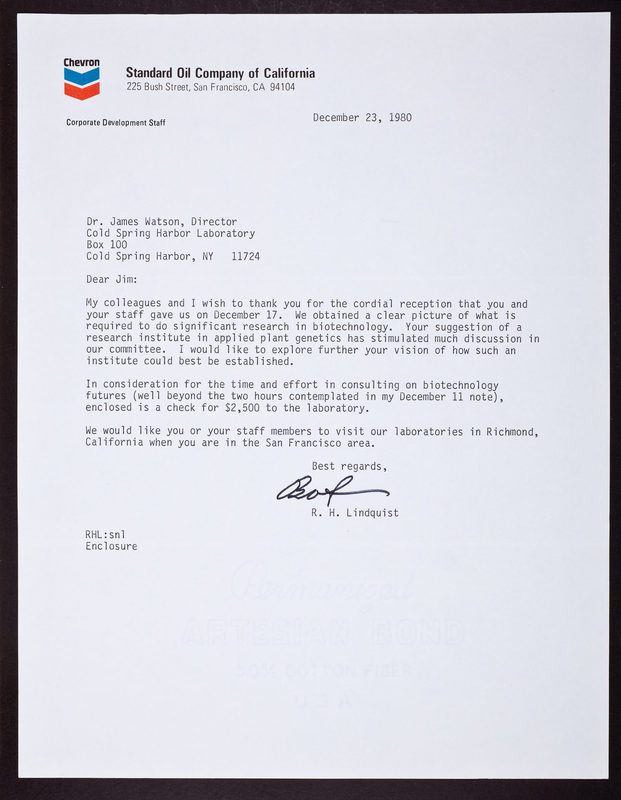 Chevron
Standard Oil Company of California
225 Bush Street, San Francisco, CA 94104
Corporate Development Staff
December 23, 1980
Dr. James Watson, Director
Cold Spring Harbor Laboratory
Box 100
Cold Spring Harbor, NY 11724
Dear Jim:
My colleagues and I wish to thank you for the cordial reception that you and
your staff gave us on December 17. We obtained a clear picture of what is
required to do significant research in biotechnology. Your suggestion of a
research institute in applied plant genetics has stimulated much discussion in
our committee. I would like to explore further your vision of how such an
institute could best be established.
In consideration for the time and effort in consulting on biotechnology
futures (well beyond the two hours contemplated in my December 11 note),
enclosed is a check for $2,500 to the laboratory.
We would like you or your staff members to visit our laboratories in Richmond,
California when you are in the San Francisco area.
Best regards,
Bob
R. H. Lindquist
RHL:snl
Enclosure
Permanized
ARTESIAN BOND
COTTON FIBER
USA